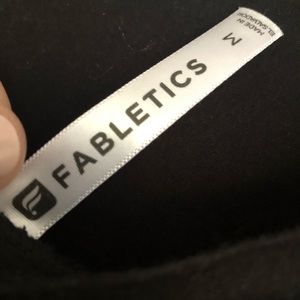 FABLETICS
M
MADE IN
EL SALVADOR